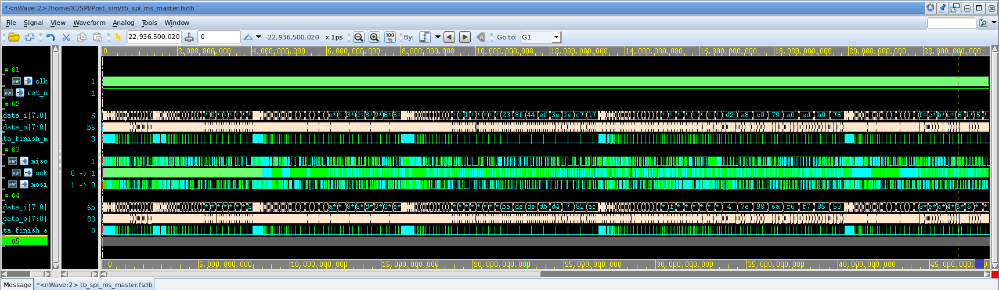 *<nWave:2> /home/IC/SPI/Post_sim/tb_spi_ms_master.fsdb
File Signal View Waveform Analog Tools Window
22,936,500,020 0 -22,936,500,020 x 1ps 100% By: A Go to: G1
0 2,000,000,000 4,000,000,000 6,000,000,000 8,000,000,000 10,000,000,000 12,000,000,000 14,000,000,000 16,000,000,000 18,000,000,000 20,000,000,000 22,000,000,000
= G1
ver clk 1
ver rst_n 1
= G2
.data_i[7:0] 6 *0****** e** 3*d*8*9*6*5* **1***** 23 8f 44 ef 3e fe c7 17 ******* d2 a8 c0 79 a0 ed b0 76 f*c*b*c*6 1*5*
.data_o[7:0] b5
ata_finish_m 0
= G3
ver miso 1
ver sck 0 -> 1
ver mosi 1 -> 0
= G4
.data_i[7:0] 6b ******5 a** 8*8*d*3*3*e* ******* ba de de db d4 7 82 ac *f****** 4 7e 98 6a f6 f7 85 53 8*e*c*4*6*6 * *
.data_o[7:0] 83
ata_finish_s 0
G5
0 5,000,000,000 10,000,000,000 15,000,000,000 20,000,000,000 25,000,000,000 30,000,000,000 35,000,000,000 40,000,000,000 45,000,000,
Message *<nWave:2> tb_spi_ms_master.fsdb